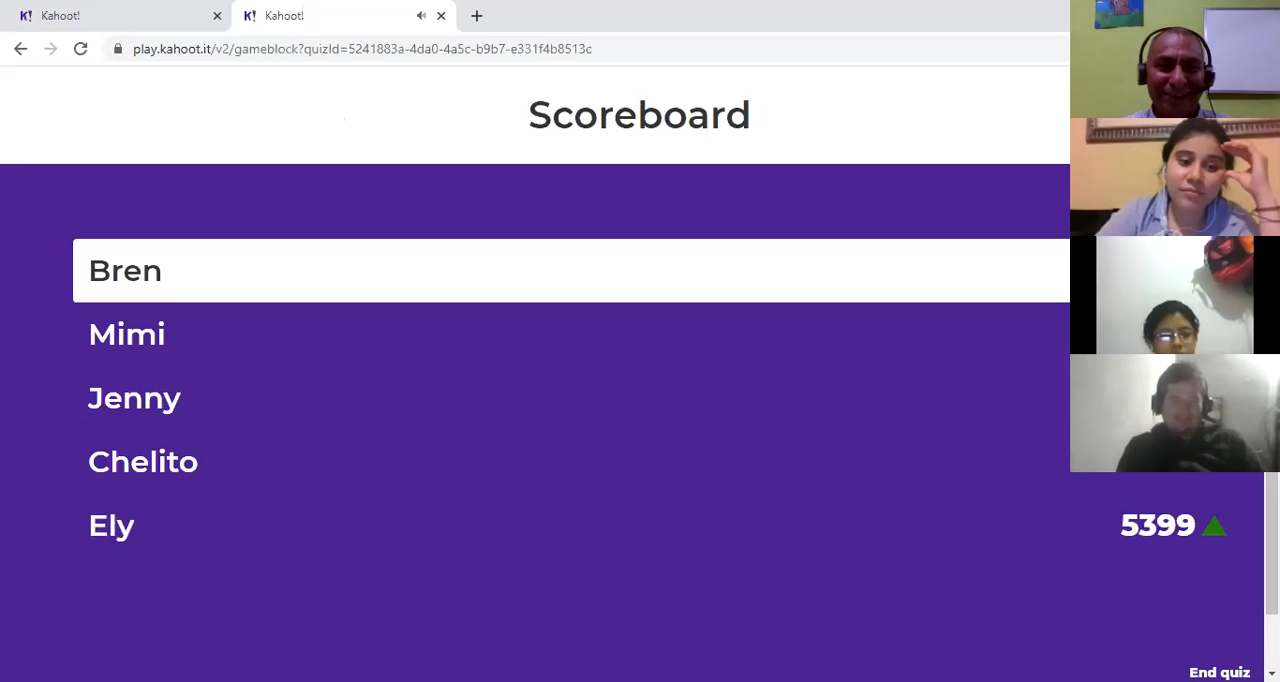 K! Kahoot!
K! Kahoot!
play.kahoot.it/v2/gameblock?quizId=5241883a-4da0-4a5c-b9b7-e331f4b8513c
Scoreboard
Bren
Mimi
Jenny
Chelito
Ely 5399
End quiz